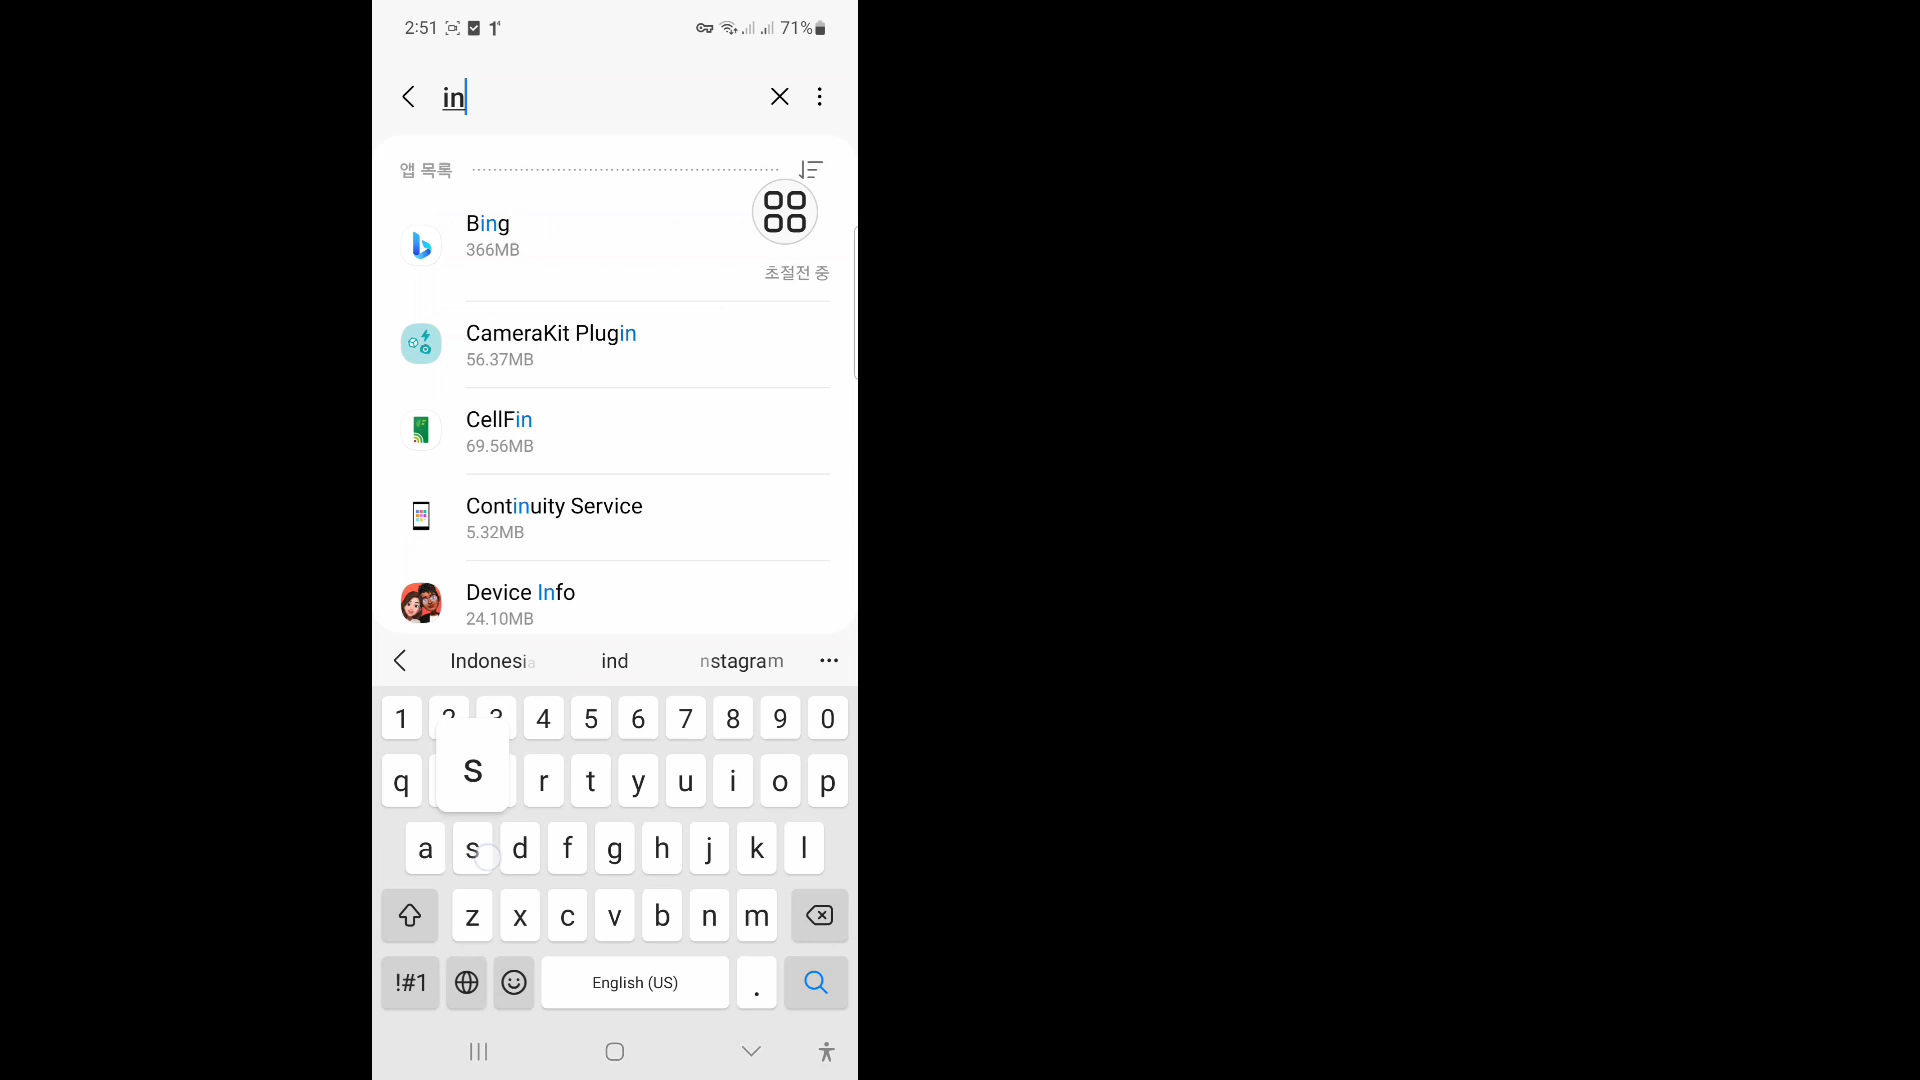 2:51 71%
in
앱 목록
Bing
366MB
초절전 중
CameraKit Plugin
56.37MB
CellFin
69.56MB
Continuity Service
5.32MB
Device Info
24.10MB
Indonesia ind nstagram
1 2 3 4 5 6 7 8 9 0
q r t y u i o p
s
a s d f g h j k l
z x c v b n m
!#1 English (US) .